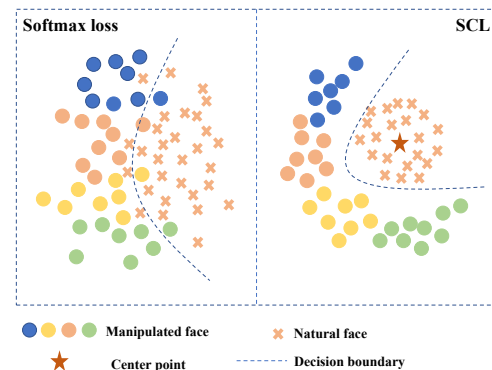 Softmax loss
SCL
Manipulated face
Natural face
Center point
Decision boundary